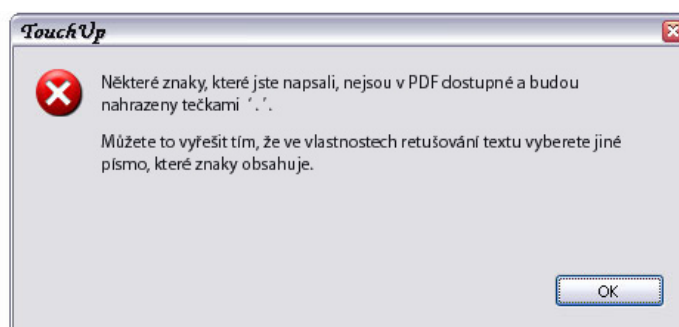 TouchUp
Některé znaky, které jste napsali, nejsou v PDF dostupné a budou
nahrazeny tečkami '.'.
Můžete to vyřešit tím, že ve vlastnostech retušování textu vyberete jiné
písmo, které znaky obsahuje.
OK